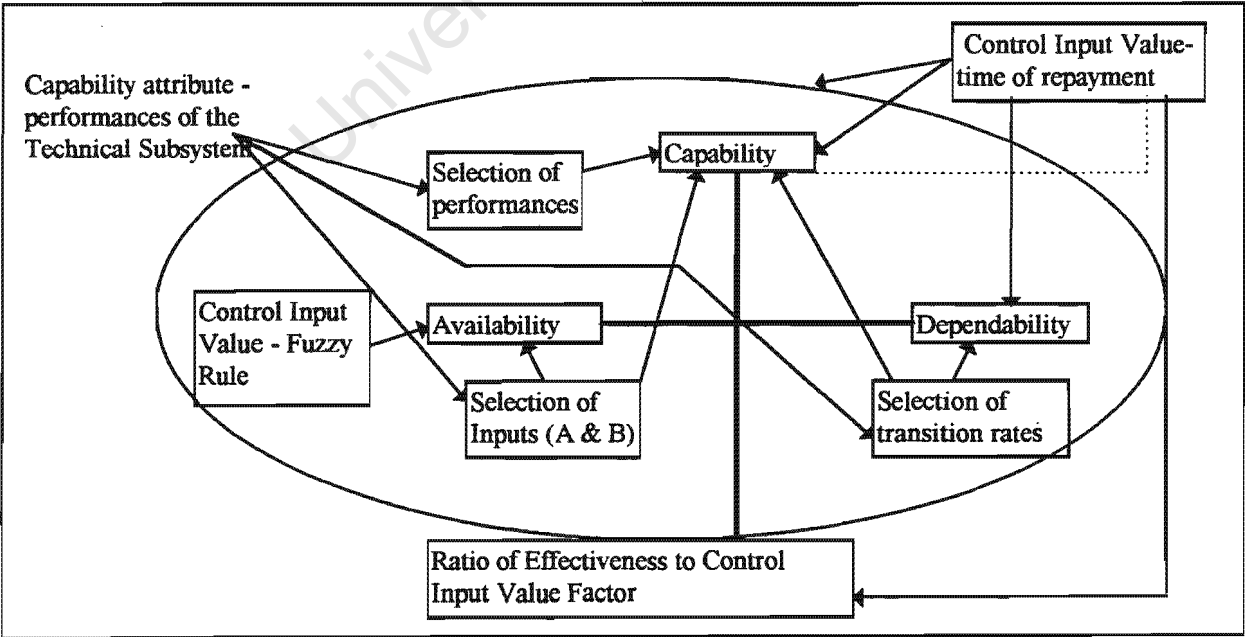 Univer
Control Input Value-
time of repayment
Capability attribute -
performances of the
Technical Subsystem
Capability
Selection of
performances
Control Input
Value - Fuzzy
Rule
Availability
Dependability
Selection of
Inputs (A & B)
Selection of
transition rates
Ratio of Effectiveness to Control
Input Value Factor